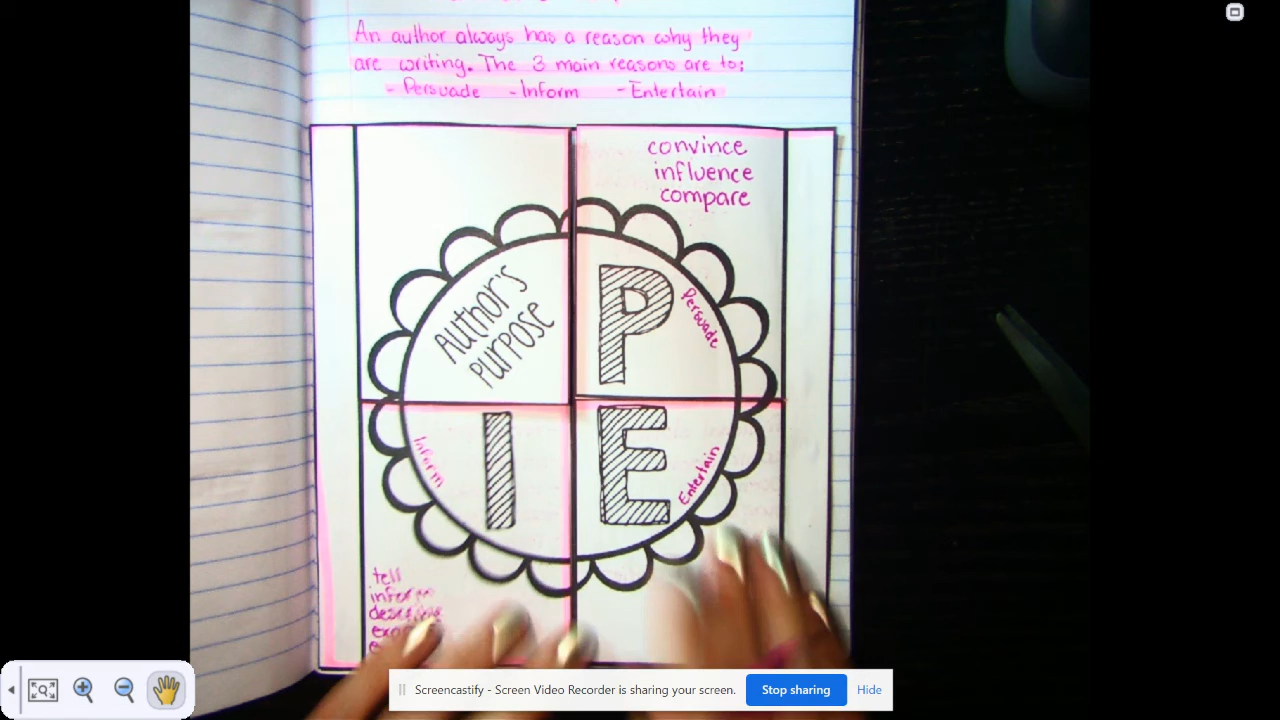 An author always has a reason why they
are writing. The 3 main reasons are to:
- Persuade - Inform - Entertain
convince
influence
compare
Author's
Purpose
P
Persuade
I
Inform
E
Entertain
tell
inform
describe
Screencastify - Screen Video Recorder is sharing your screen.
Stop sharing
Hide